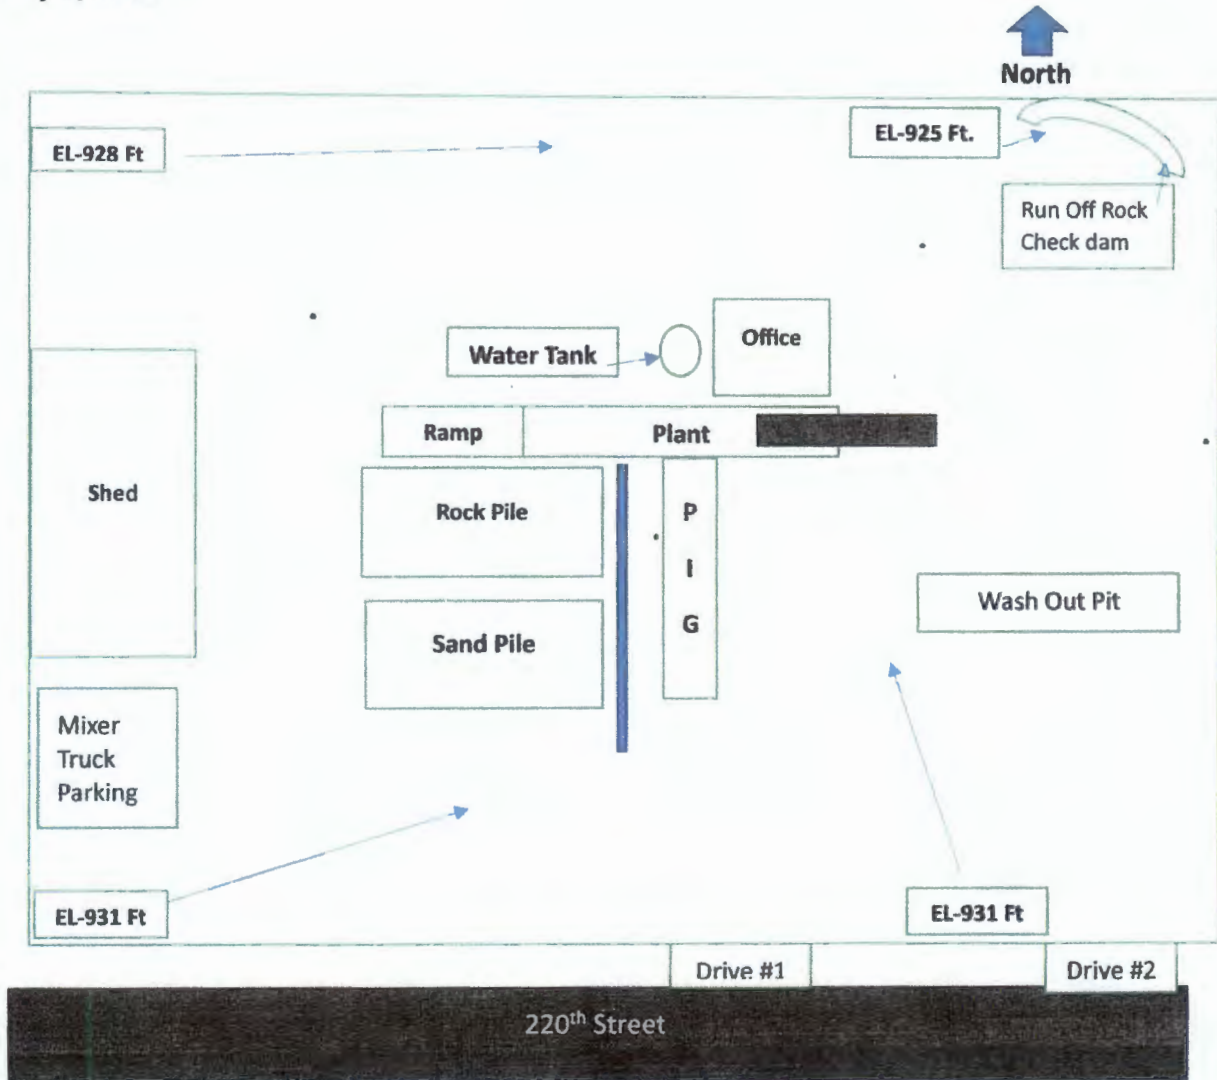 North
EL-928 Ft
EL-925 Ft.
Run Off Rock
Check dam
Water Tank
Office
Ramp
Plant
Shed
Rock Pile
P
I
G
Wash Out Pit
Sand Pile
Mixer
Truck
Parking
EL-931 Ft
EL-931 Ft
Drive #1
Drive #2
220th Street